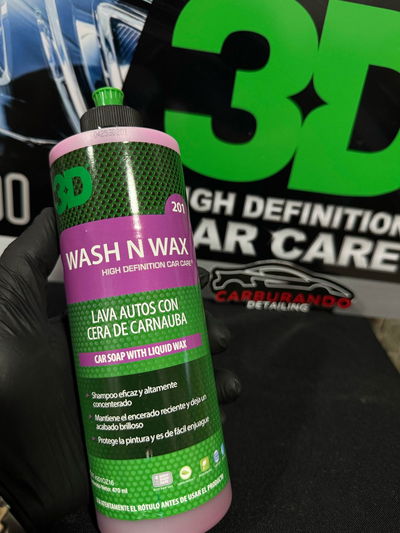 3D
HIGH DEFINITION
CAR CARE
CARBURANDO
DETAILING
3D
201
WASH N WAX
HIGH DEFINITION CAR CARE
LAVA AUTOS CON
CERA DE CARNAUBA
CAR SOAP WITH LIQUID WAX
Shampoo eficaz y altamente
concenterado
Mantiene el encerado reciente y deja un
acabado brilloso
Protege la pintura y es de fácil enjuague
470 ml
ATENTAMENTE EL RÓTULO ANTES DE USAR EL PRODUCTO